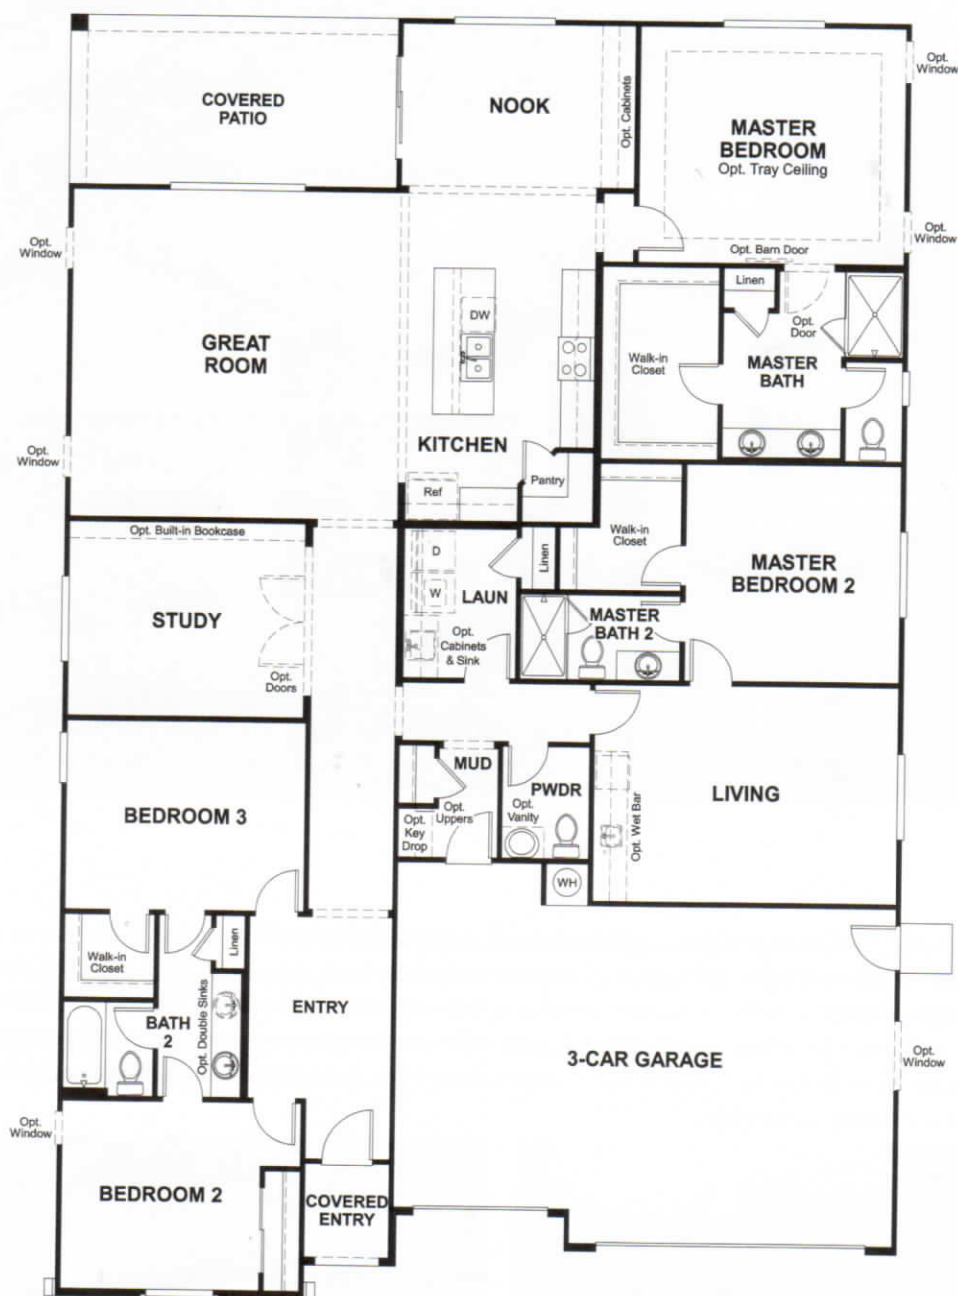 COVERED
PATIO
NOOK
Opt. Cabinets
MASTER
BEDROOM
Opt. Tray Ceiling
Opt.
Window
Opt.
Window
Opt.
Window
Opt. Barn Door
Linen
Opt.
Door
DW
GREAT
ROOM
Walk-in
Closet
MASTER
BATH
KITCHEN
Opt.
Window
Ref
Pantry
Opt. Built-in Bookcase
D
Linen
Walk-in
Closet
MASTER
BEDROOM 2
W
LAUN
STUDY
MASTER
BATH 2
Opt.
Cabinets
& Sink
Opt.
Doors
MUD
PWDR
LIVING
BEDROOM 3
Opt.
Uppers
Opt.
Vanity
Opt.
Key
Drop
Opt. Wet Bar
WH
Linen
Walk-in
Closet
ENTRY
BATH
2
Opt. Double Sinks
3-CAR GARAGE
Opt.
Window
Opt.
Window
BEDROOM 2
COVERED
ENTRY